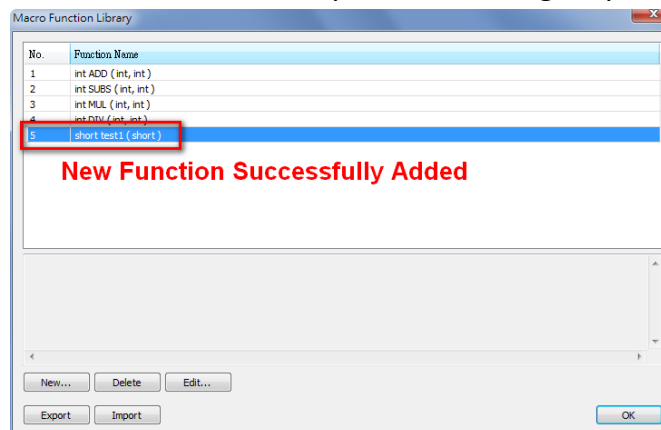 Macro Function Library
No. Function Name
1 int ADD ( int, int )
2 int SUBS ( int, int )
3 int MUL ( int, int )
4 int DIV ( int, int )
5 short test1 ( short )
New Function Successfully Added
New... Delete Edit...
Export Import OK